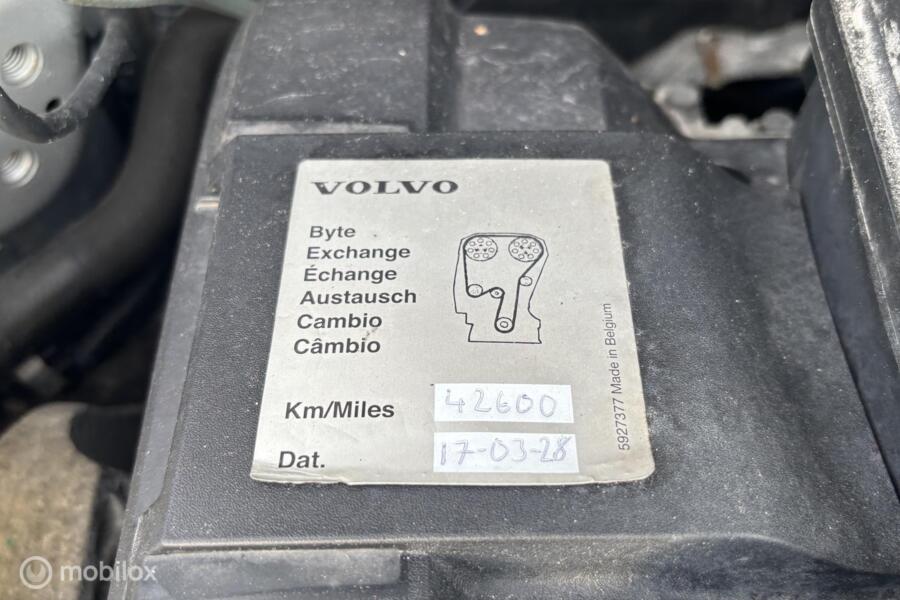 VOLVO
Byte
Exchange
Échange
Austausch
Cambio
Câmbio
Km/Miles 42600
Dat. 17-03-28
5927377 Made in Belgium
mobilox